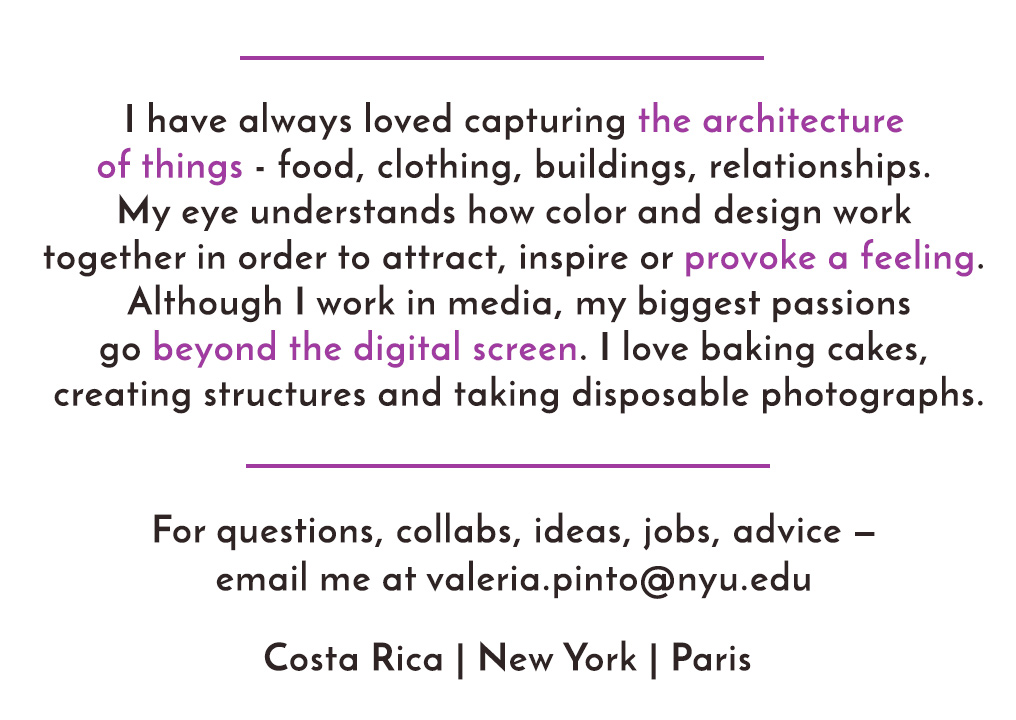 I have always loved capturing the architecture
of things - food, clothing, buildings, relationships.
My eye understands how color and design work
together in order to attract, inspire or provoke a feeling.
Although I work in media, my biggest passions
go beyond the digital screen. I love baking cakes,
creating structures and taking disposable photographs.
For questions, collabs, ideas, jobs, advice —
email me at valeria.pinto@nyu.edu
Costa Rica | New York | Paris